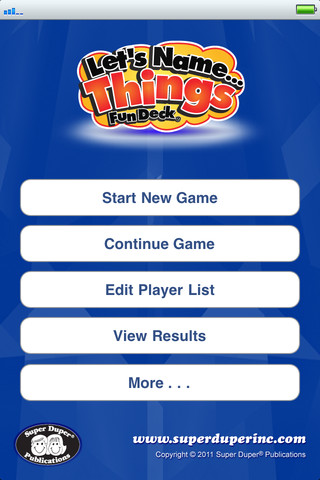 Let's Name...
Things
Fun Deck®
Start New Game
Continue Game
Edit Player List
View Results
More . . .
Super Duper®
Publications
www.superduperinc.com
Copyright © 2011 Super Duper® Publications